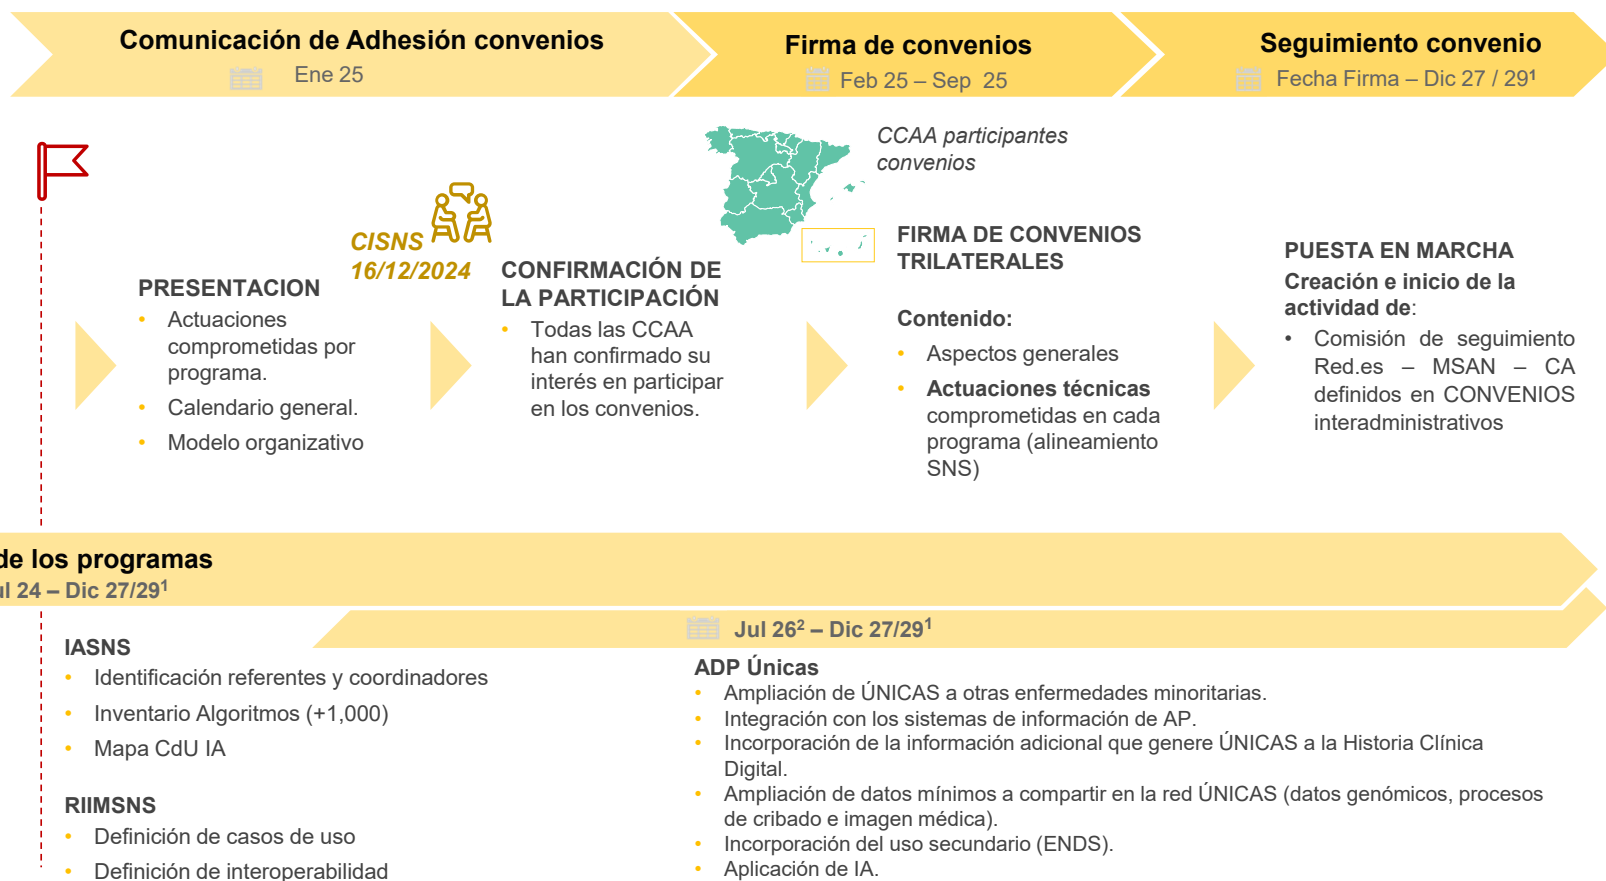 Comunicación de Adhesión convenios
Ene 25
Firma de convenios
Feb 25 – Sep 25
Seguimiento convenio
Fecha Firma – Dic 27 / 29¹
CISNS
16/12/2024
PRESENTACION
• Actuaciones
comprometidas por
programa.
• Calendario general.
• Modelo organizativo
CONFIRMACIÓN DE
LA PARTICIPACIÓN
• Todas las CCAA
han confirmado su
interés en participar
en los convenios.
CCAA participantes
convenios
FIRMA DE CONVENIOS
TRILATERALES
Contenido:
• Aspectos generales
• Actuaciones técnicas
comprometidas en cada
programa (alineamiento
SNS)
PUESTA EN MARCHA
Creación e inicio de la
actividad de:
• Comisión de seguimiento
Red.es – MSAN – CA
definidos en CONVENIOS
interadministrativos
de los programas
24 – Dic 27/29¹
Jul 26² – Dic 27/29¹
IASNS
• Identificación referentes y coordinadores
• Inventario Algoritmos (+1,000)
• Mapa CdU IA
RIIMSNS
• Definición de casos de uso
• Definición de interoperabilidad
ADP Únicas
• Ampliación de ÚNICAS a otras enfermedades minoritarias.
• Integración con los sistemas de información de AP.
• Incorporación de la información adicional que genere ÚNICAS a la Historia Clínica
Digital.
• Ampliación de datos mínimos a compartir en la red ÚNICAS (datos genómicos, procesos
de cribado e imagen médica).
• Incorporación del uso secundario (ENDS).
• Aplicación de IA.